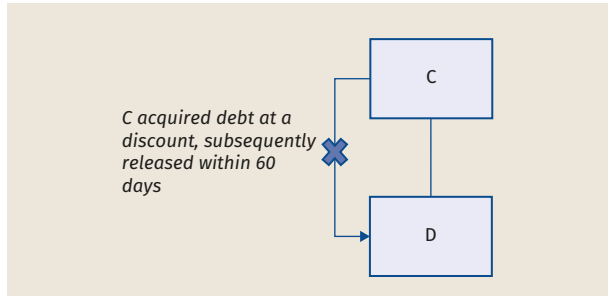 C
C acquired debt at a
discount, subsequently
released within 60
days
D